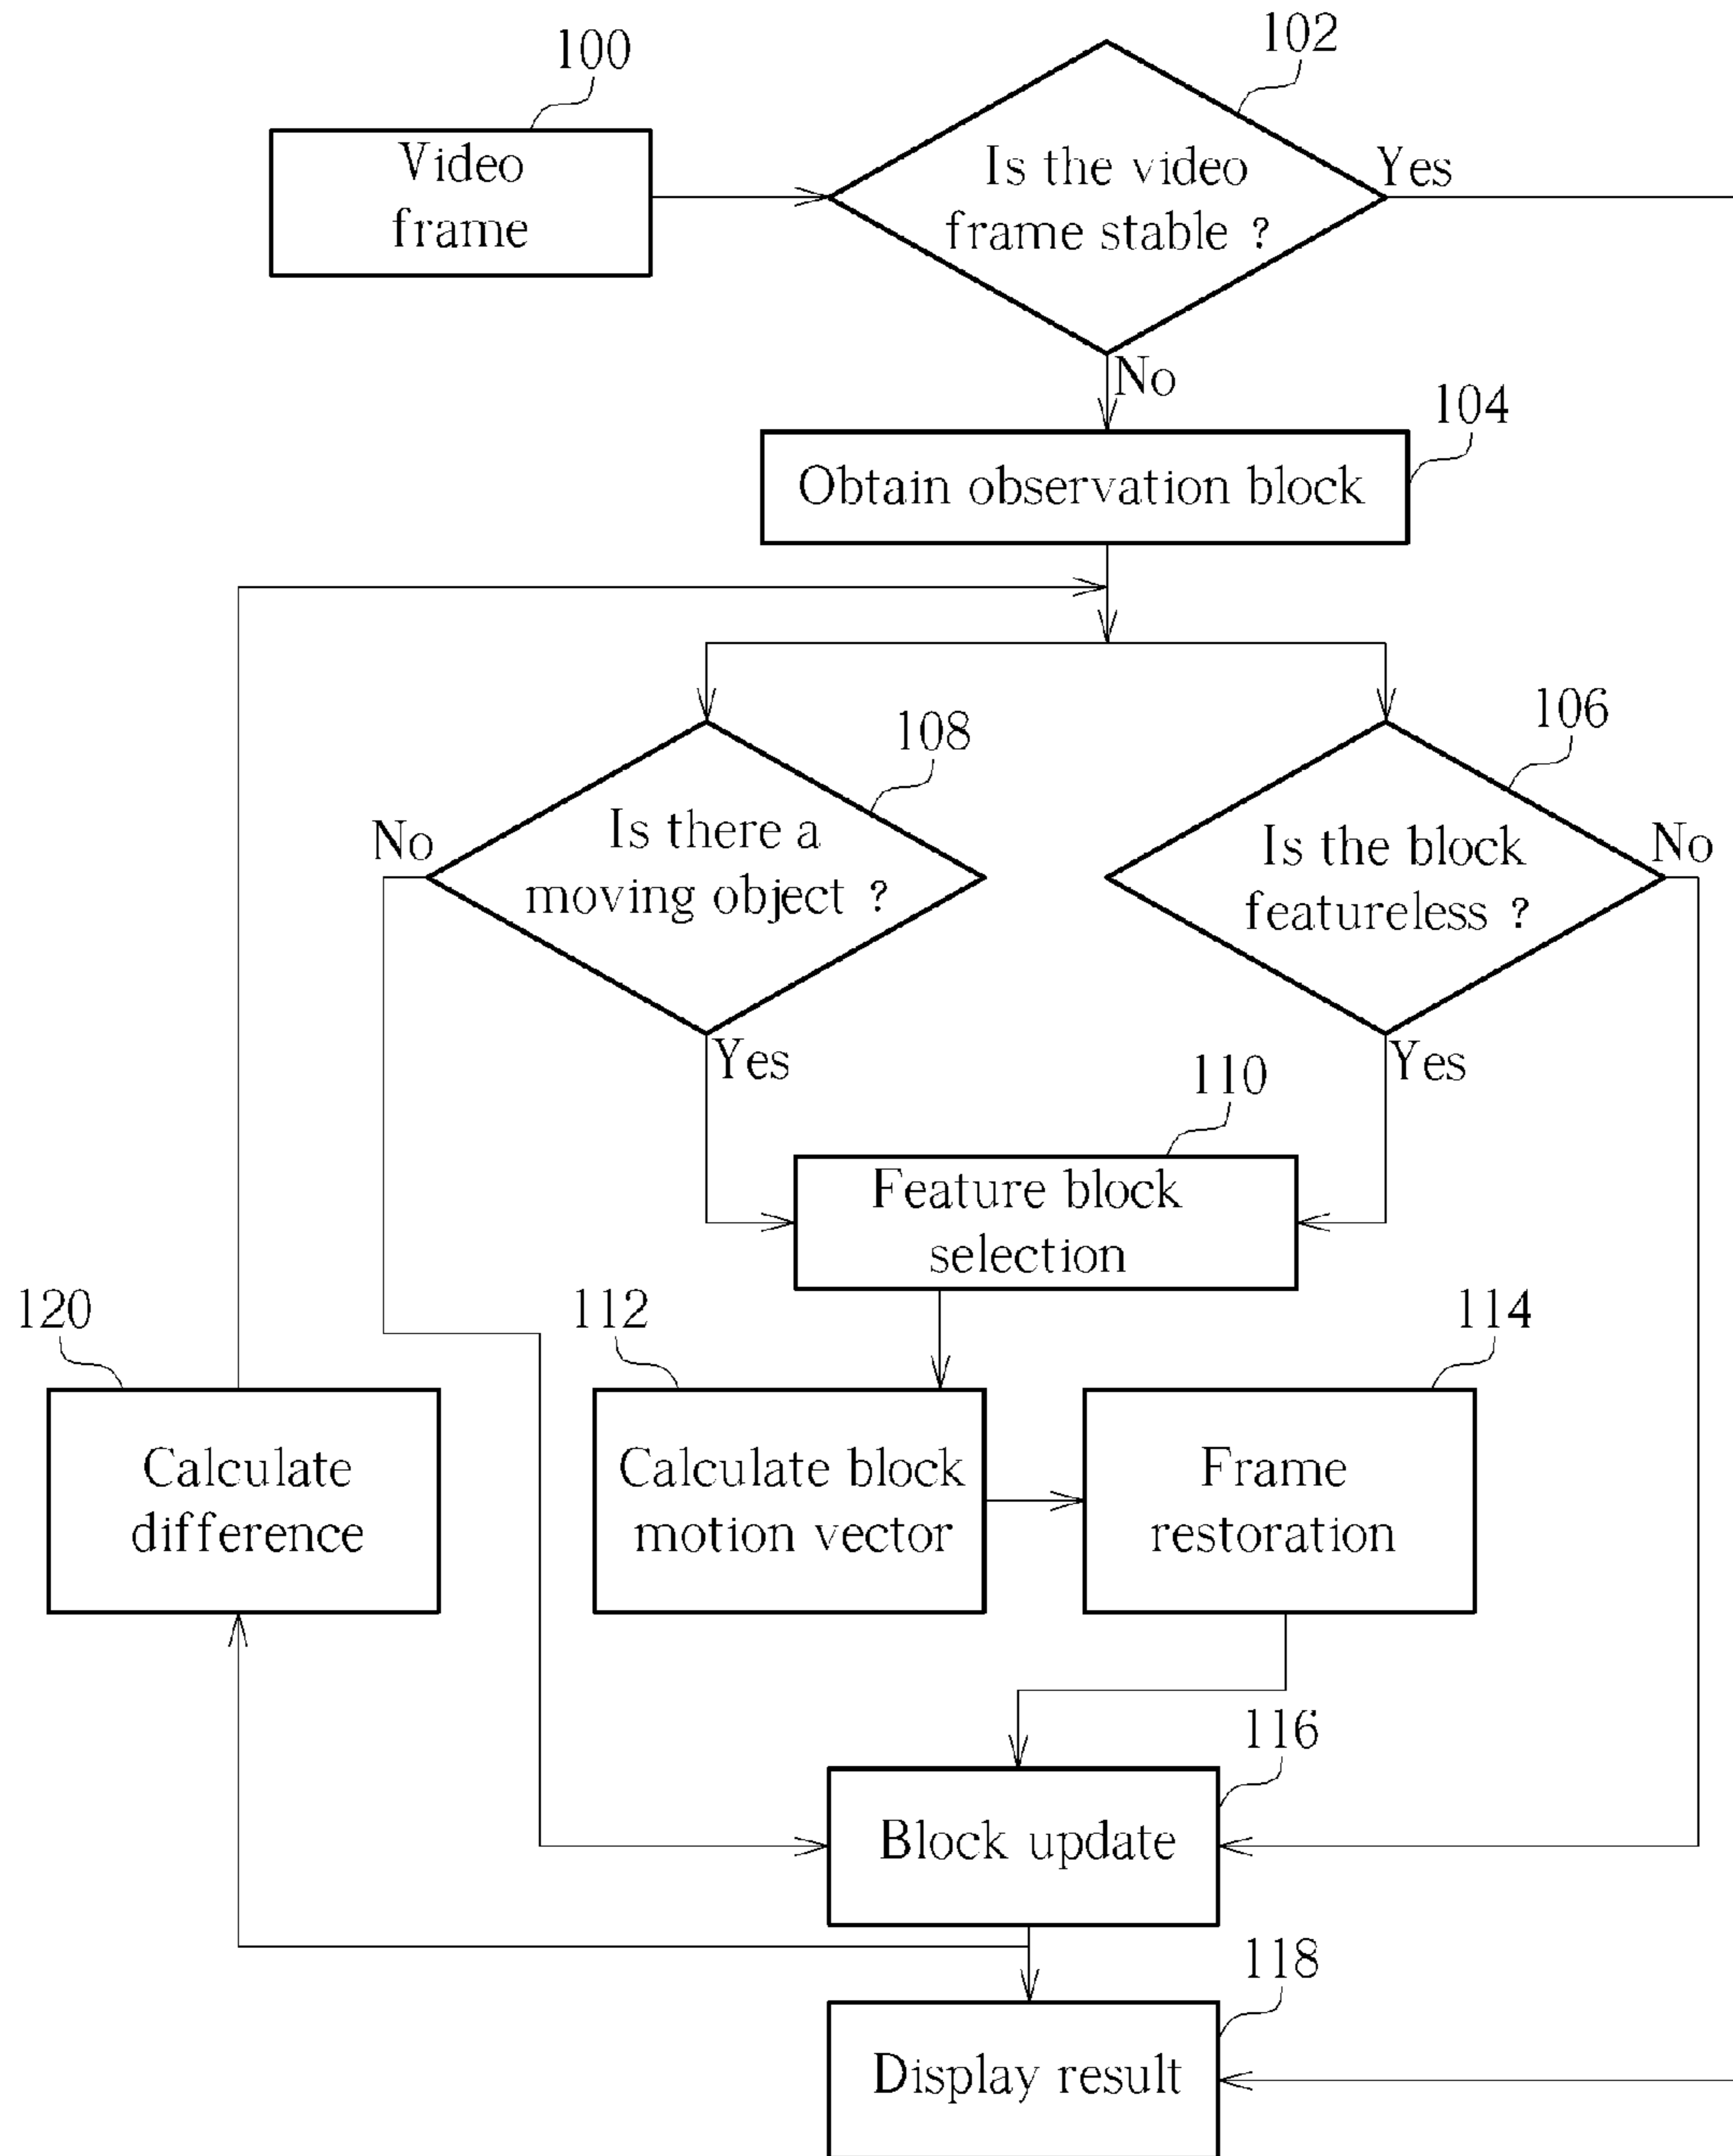 100
Video
frame
102
Is the video
frame stable ?
Yes
No
104
Obtain observation block
108
Is there a
moving object ?
No
Yes
106
Is the block
featureless ?
No
Yes
110
Feature block
selection
120
Calculate
difference
112
Calculate block
motion vector
114
Frame
restoration
116
Block update
118
Display result